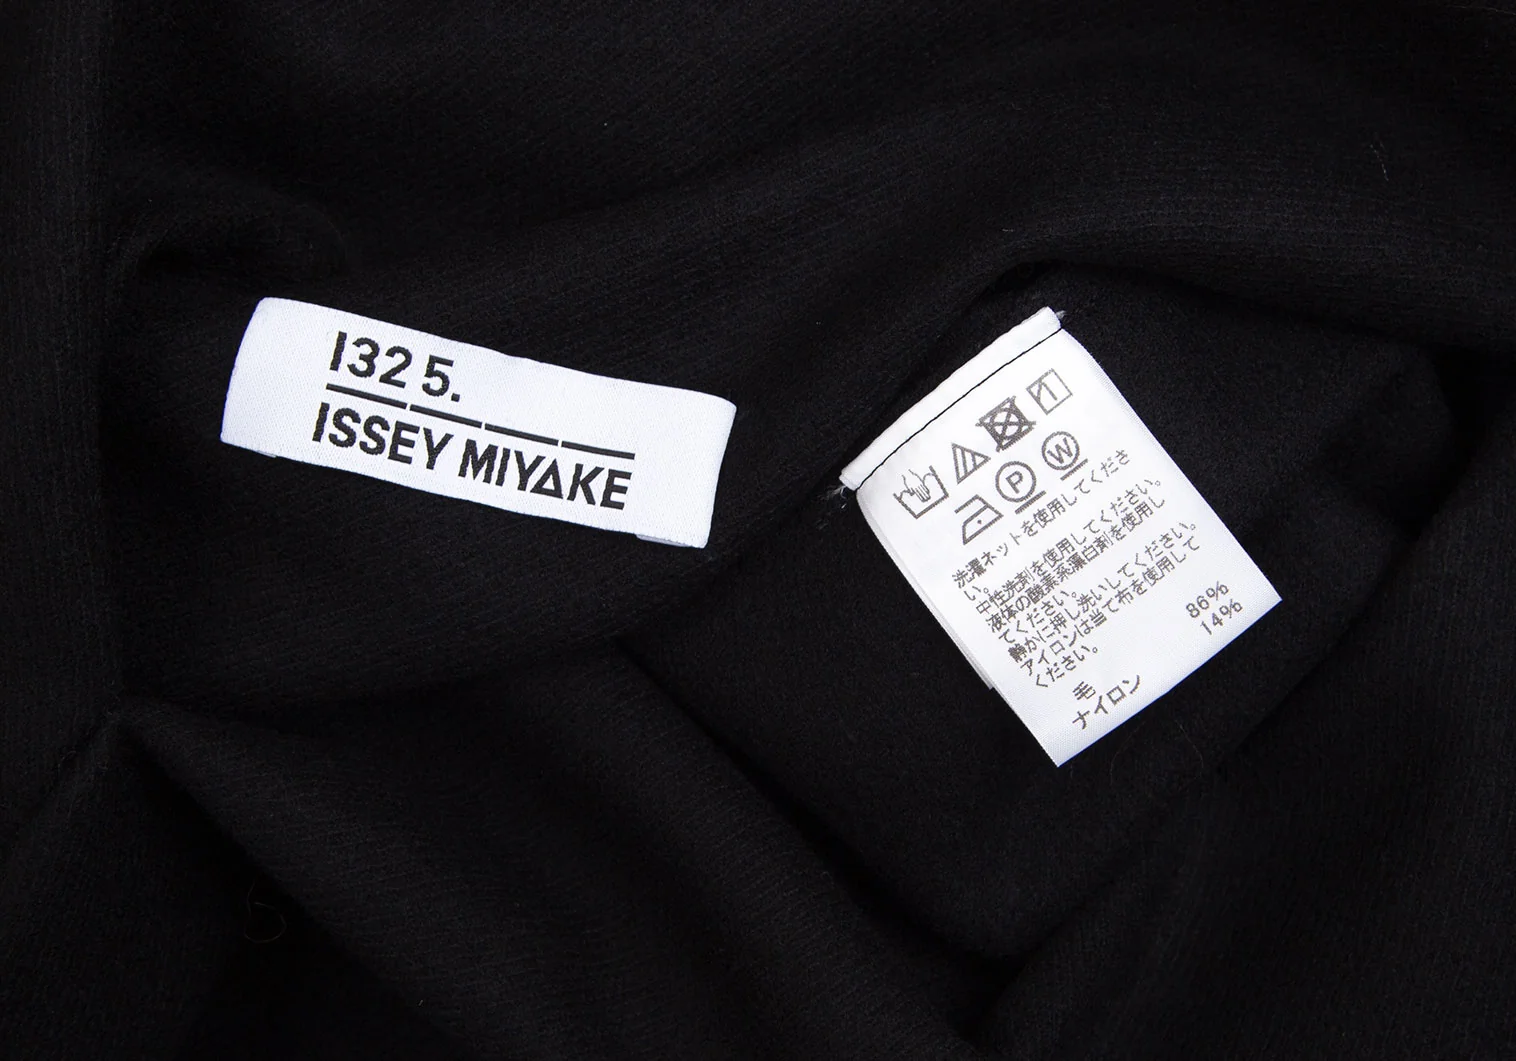 132 5.
ISSEY MIYAKE
P
W
洗濯ネットを使用してくださ
い。
中性洗剤を使用してください。
液体の酸素系漂白剤を使用し
てください。
静かに押し洗いしてください。
アイロンは当て布を使用して
ください。
毛 86%
ナイロン 14%